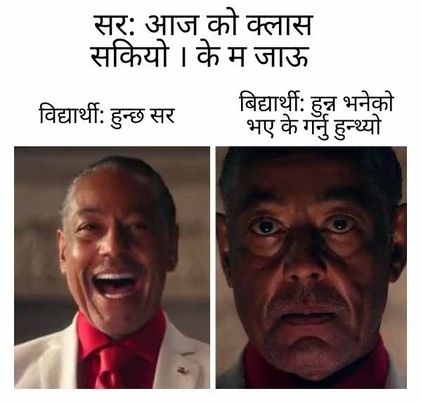 सर: आज को क्लास
सकियो । के म जाऊ
विद्यार्थी: हुन्छ सर
बिद्यार्थी: हुन्न भनेको
भए के गर्नु हुन्थ्यो